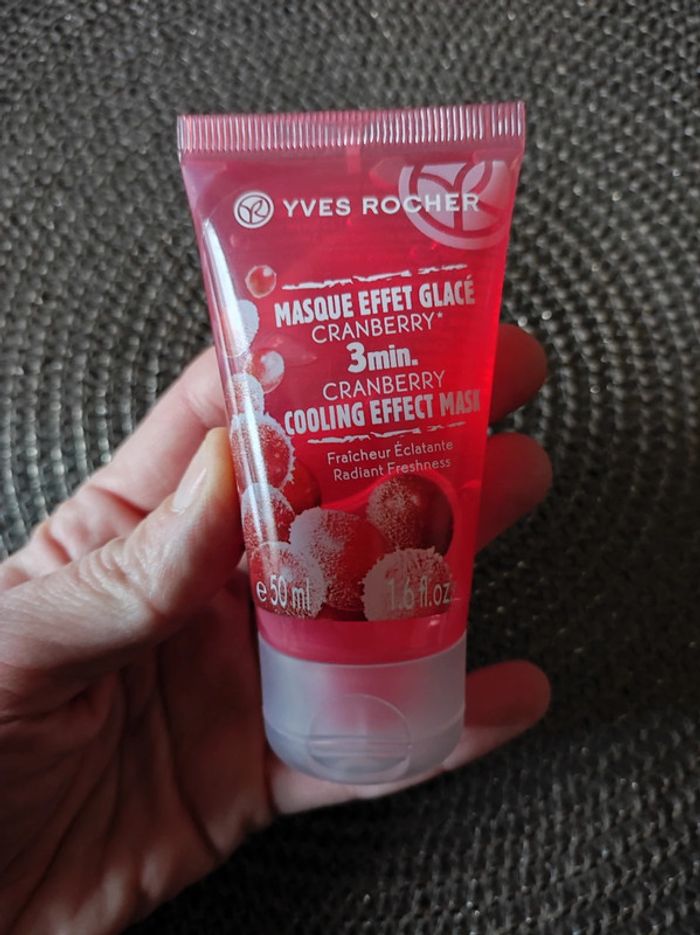 YVES ROCHER
MASQUE EFFET GLACÉ
CRANBERRY*
3min.
CRANBERRY
COOLING EFFECT MASK
Fraîcheur Éclatante
Radiant Freshness
e 50 ml 1.6 fl.oz